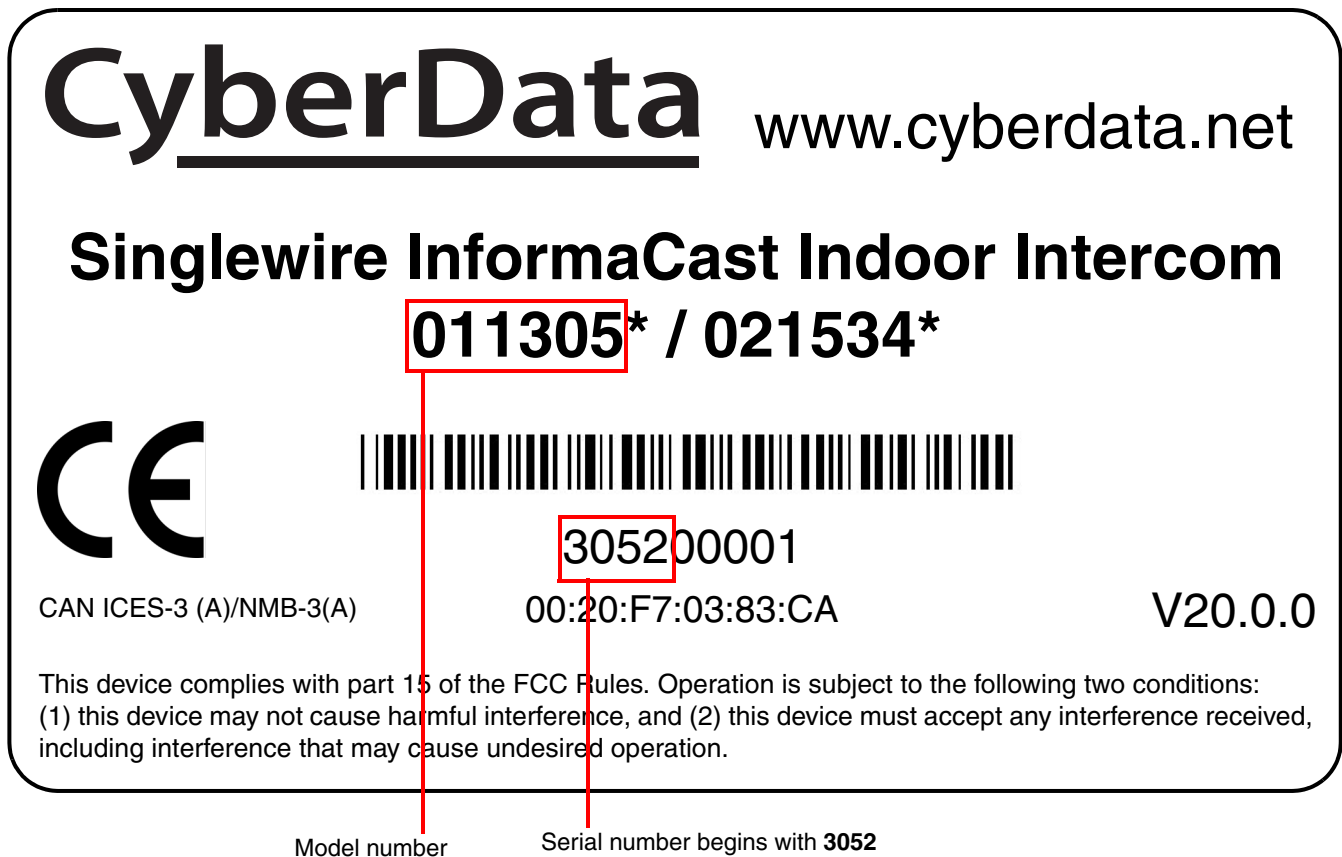 CyberData www.cyberdata.net
Singlewire InformaCast Indoor Intercom
011305* / 021534*
CE
305200001
CAN ICES-3 (A)/NMB-3(A) 00:20:F7:03:83:CA V20.0.0
This device complies with part 15 of the FCC Rules. Operation is subject to the following two conditions:
(1) this device may not cause harmful interference, and (2) this device must accept any interference received,
including interference that may cause undesired operation.
Model number Serial number begins with 3052